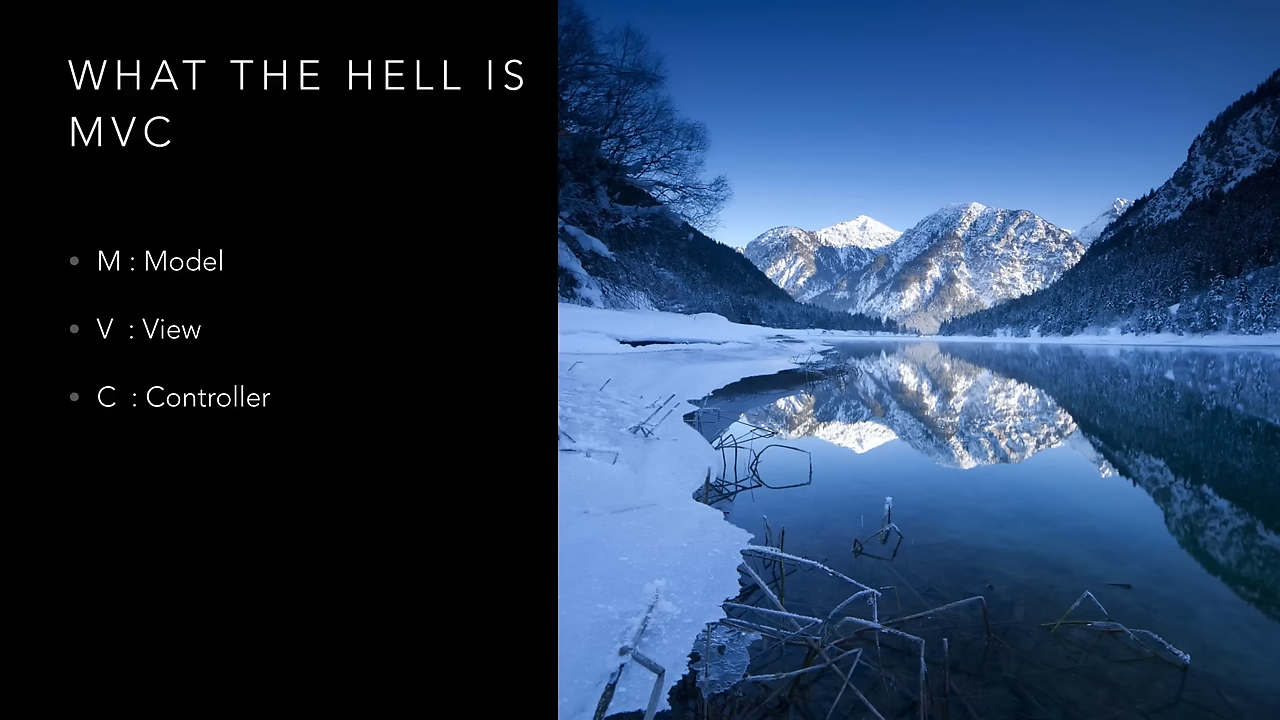 WHAT THE HELL IS
MVC
• M : Model
• V : View
• C : Controller